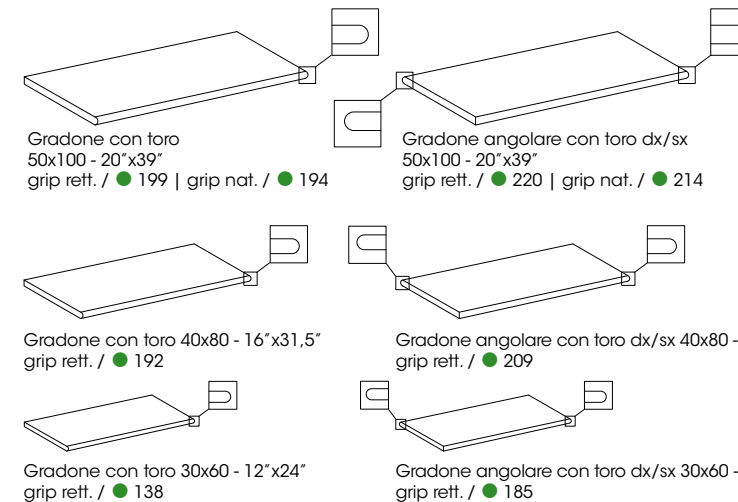 Gradone con toro
50x100 - 20″x39″
grip rett. / ● 199 | grip nat. / ● 194
Gradone angolare con toro dx/sx
50x100 - 20″x39″
grip rett. / ● 220 | grip nat. / ● 214
Gradone con toro 40x80 - 16″x31,5″
grip rett. / ● 192
Gradone angolare con toro dx/sx 40x80 -
grip rett. / ● 209
Gradone con toro 30x60 - 12″x24″
grip rett. / ● 138
Gradone angolare con toro dx/sx 30x60 -
grip rett. / ● 185